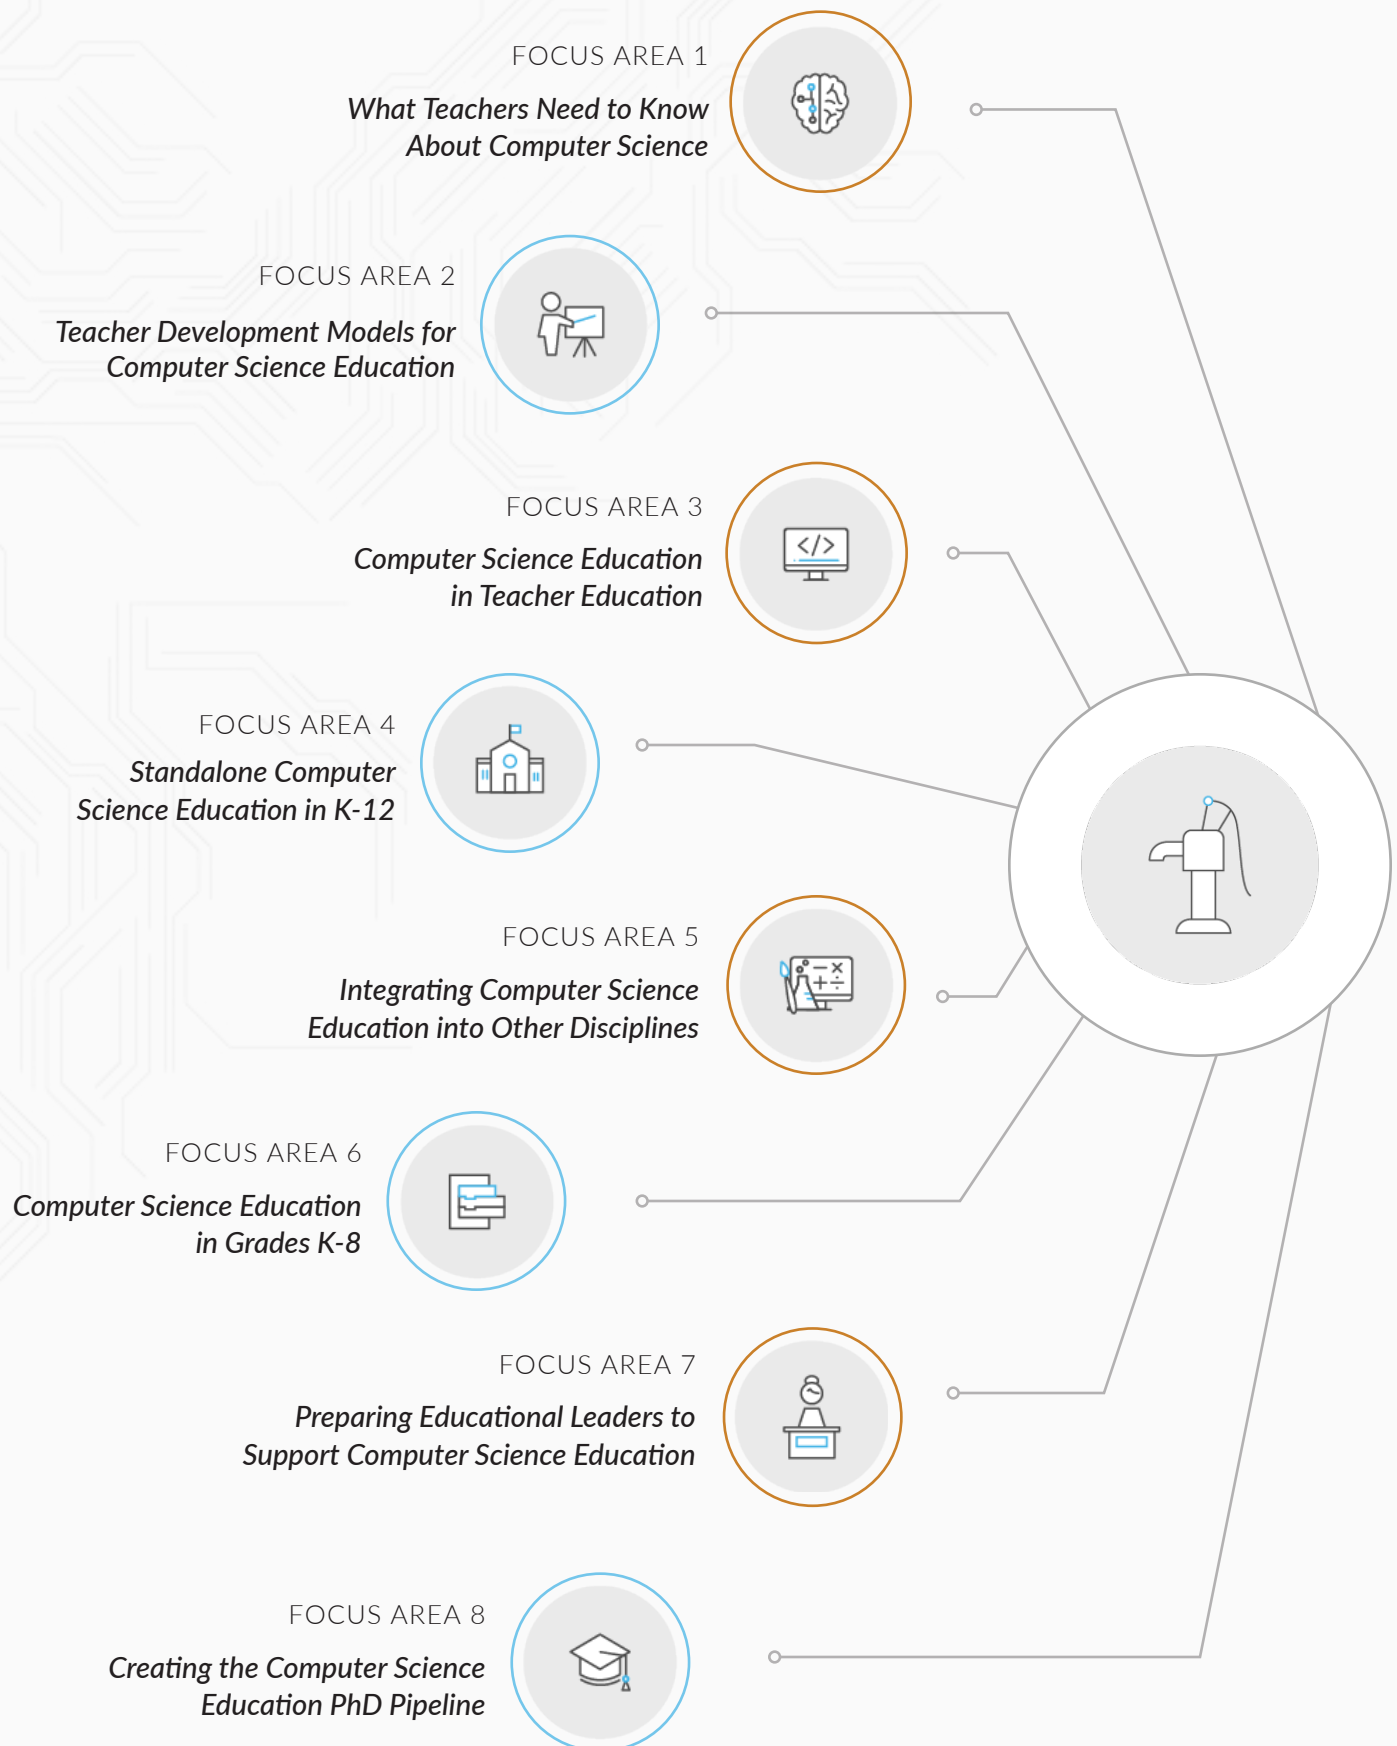 FOCUS AREA 1
What Teachers Need to Know
About Computer Science
FOCUS AREA 2
Teacher Development Models for
Computer Science Education
FOCUS AREA 3
Computer Science Education
in Teacher Education
FOCUS AREA 4
Standalone Computer
Science Education in K-12
FOCUS AREA 5
Integrating Computer Science
Education into Other Disciplines
FOCUS AREA 6
Computer Science Education
in Grades K-8
FOCUS AREA 7
Preparing Educational Leaders to
Support Computer Science Education
FOCUS AREA 8
Creating the Computer Science
Education PhD Pipeline